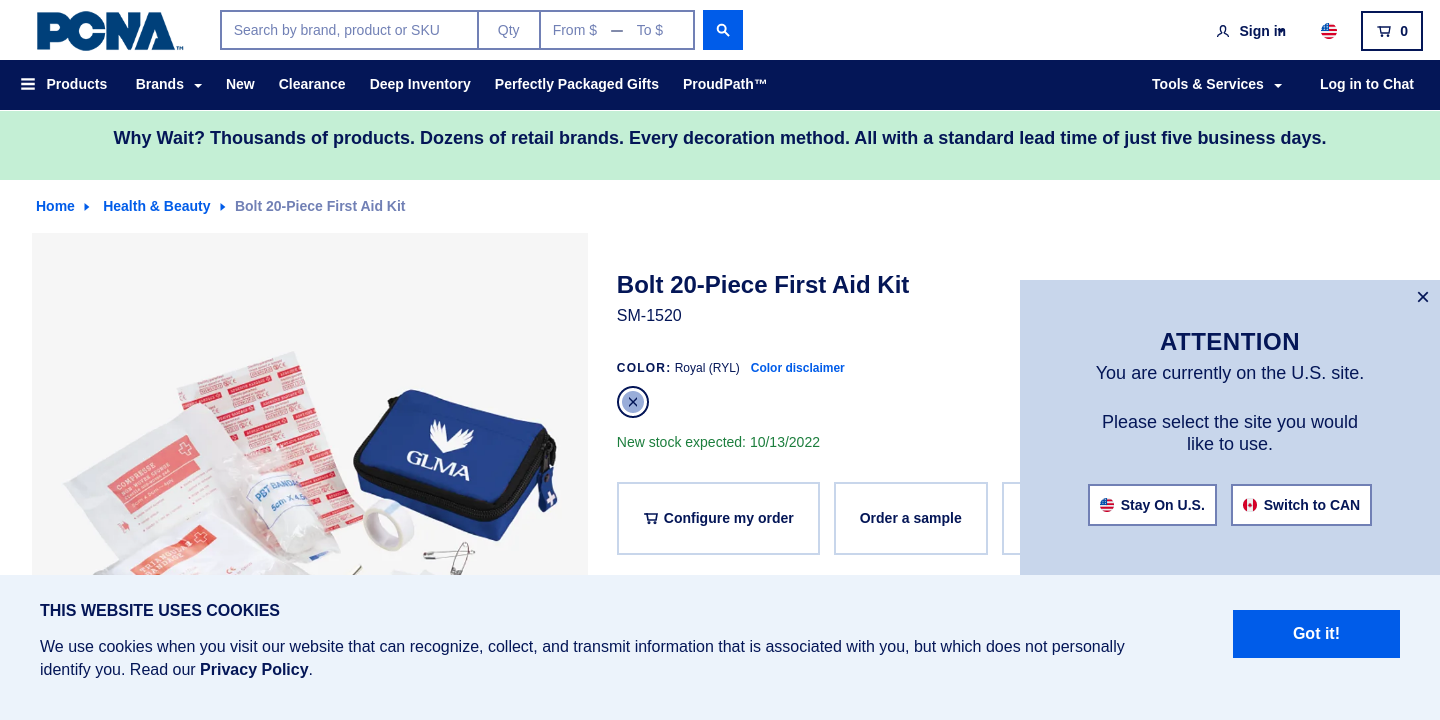 PCNA™
Search by brand, product or SKU
Qty
From $ — To $
Sign in
0
Products
Brands
New
Clearance
Deep Inventory
Perfectly Packaged Gifts
ProudPath™
Tools & Services
Log in to Chat
Why Wait? Thousands of products. Dozens of retail brands. Every decoration method. All with a standard lead time of just five business days.
Home
Health & Beauty
Bolt 20-Piece First Aid Kit
Bolt 20-Piece First Aid Kit
SM-1520
COLOR: Royal (RYL) Color disclaimer
New stock expected: 10/13/2022
Configure my order
Order a sample
GLMA
COMPRESSE
PBT-BANDA
5cm X 4,5
×
ATTENTION
You are currently on the U.S. site.
Please select the site you would
like to use.
Stay On U.S.
Switch to CAN
THIS WEBSITE USES COOKIES
We use cookies when you visit our website that can recognize, collect, and transmit information that is associated with you, but which does not personally
identify you. Read our Privacy Policy.
Got it!